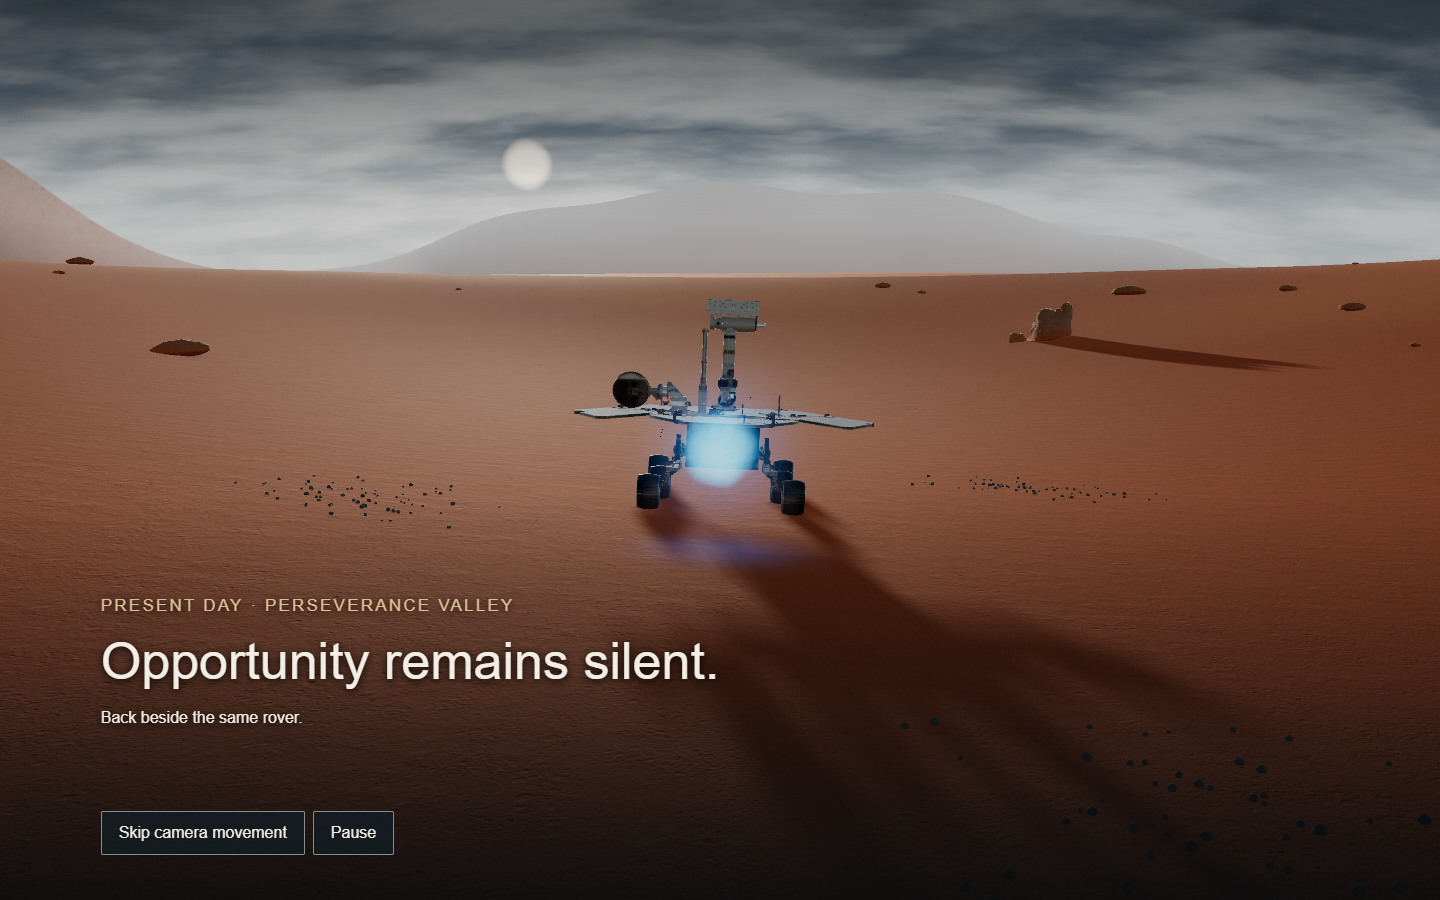 PRESENT DAY · PERSEVERANCE VALLEY
Opportunity remains silent.
Back beside the same rover.
Skip camera movement
Pause